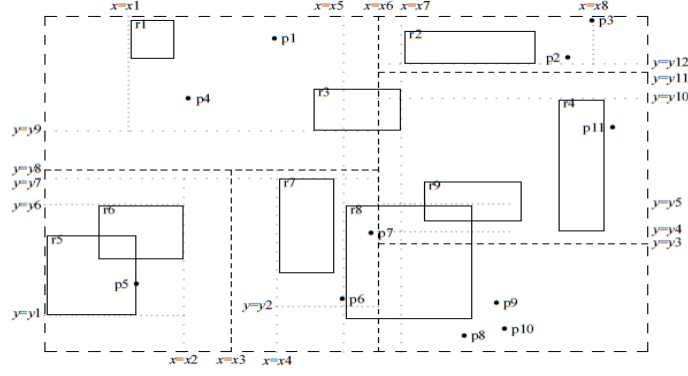 x=x1 x=x5 x=x6 x=x7 x=x8
r1 p1 r2 p3
p2 y=y12
y=y11
r3 p4 r4 y=y10
y=y9 p11
y=y8
y=y7 r7 r9
y=y6 r6 r8 y=y5
r5 p7 y=y4
y=y3
p5
y=y1 y=y2 p6 p9
p8 p10
x=x2 x=x3 x=x4